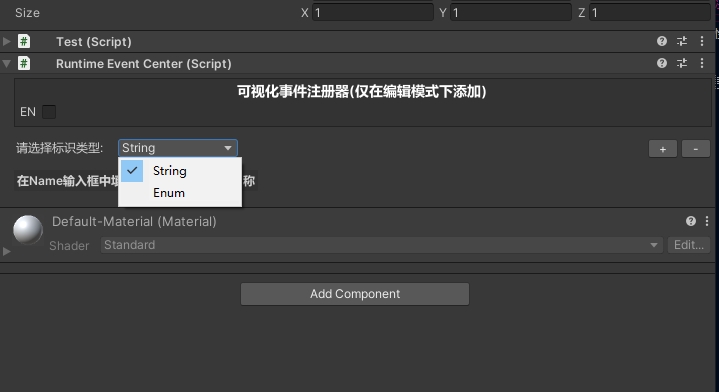 Size X 1 Y 1 Z 1
# Test (Script)
# Runtime Event Center (Script)
可视化事件注册器(仅在编辑模式下添加)
EN
请选择标识类型: String + -
String
Enum
在Name输入框中填 称
Default-Material (Material)
Shader Standard Edit...
Add Component